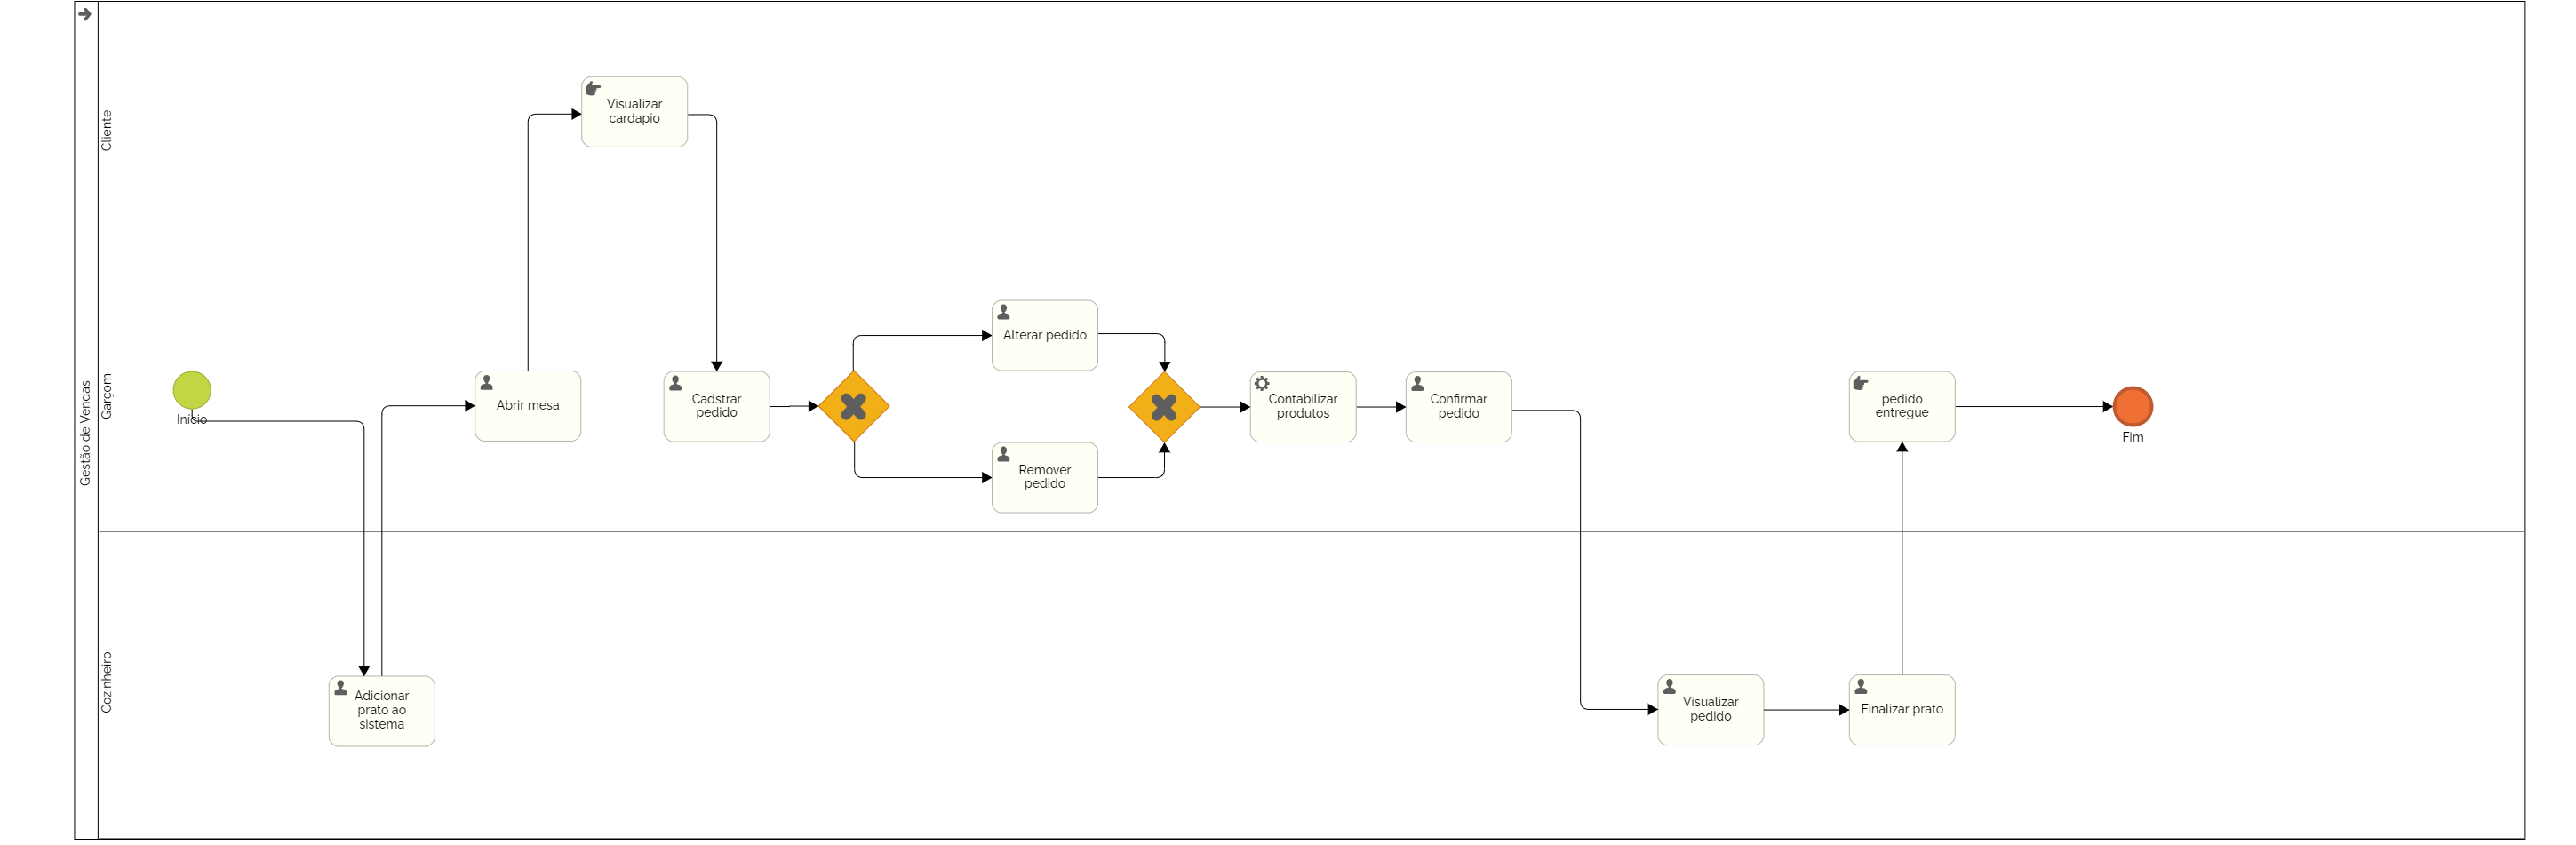 Gestão de Vendas
Cliente
Visualizar
cardapio
Garçom
Início
Abrir mesa
Cadstrar
pedido
Alterar pedido
Remover
pedido
Contabilizar
produtos
Confirmar
pedido
pedido
entregue
Fim
Cozinheiro
Adicionar
prato ao
sistema
Visualizar
pedido
Finalizar prato